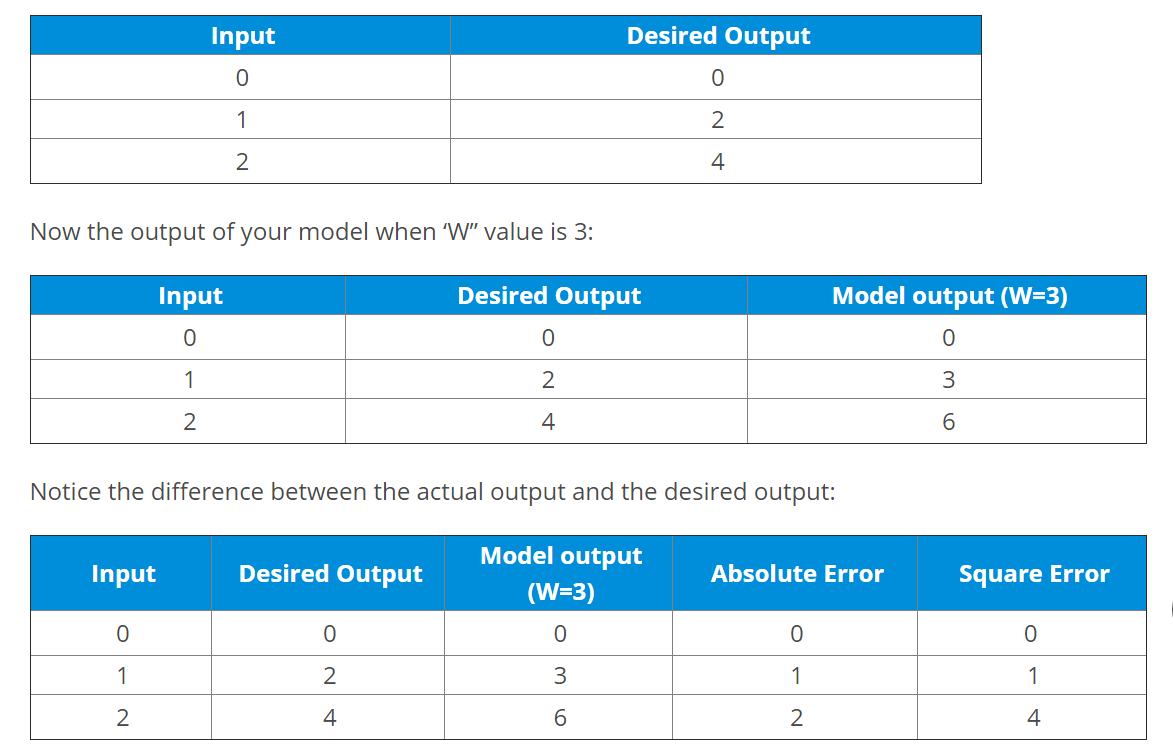 Input Desired Output
0 0
1 2
2 4
Now the output of your model when ‘W” value is 3:
Input Desired Output Model output (W=3)
0 0 0
1 2 3
2 4 6
Notice the difference between the actual output and the desired output:
Input Desired Output Model output (W=3) Absolute Error Square Error
0 0 0 0 0
1 2 3 1 1
2 4 6 2 4